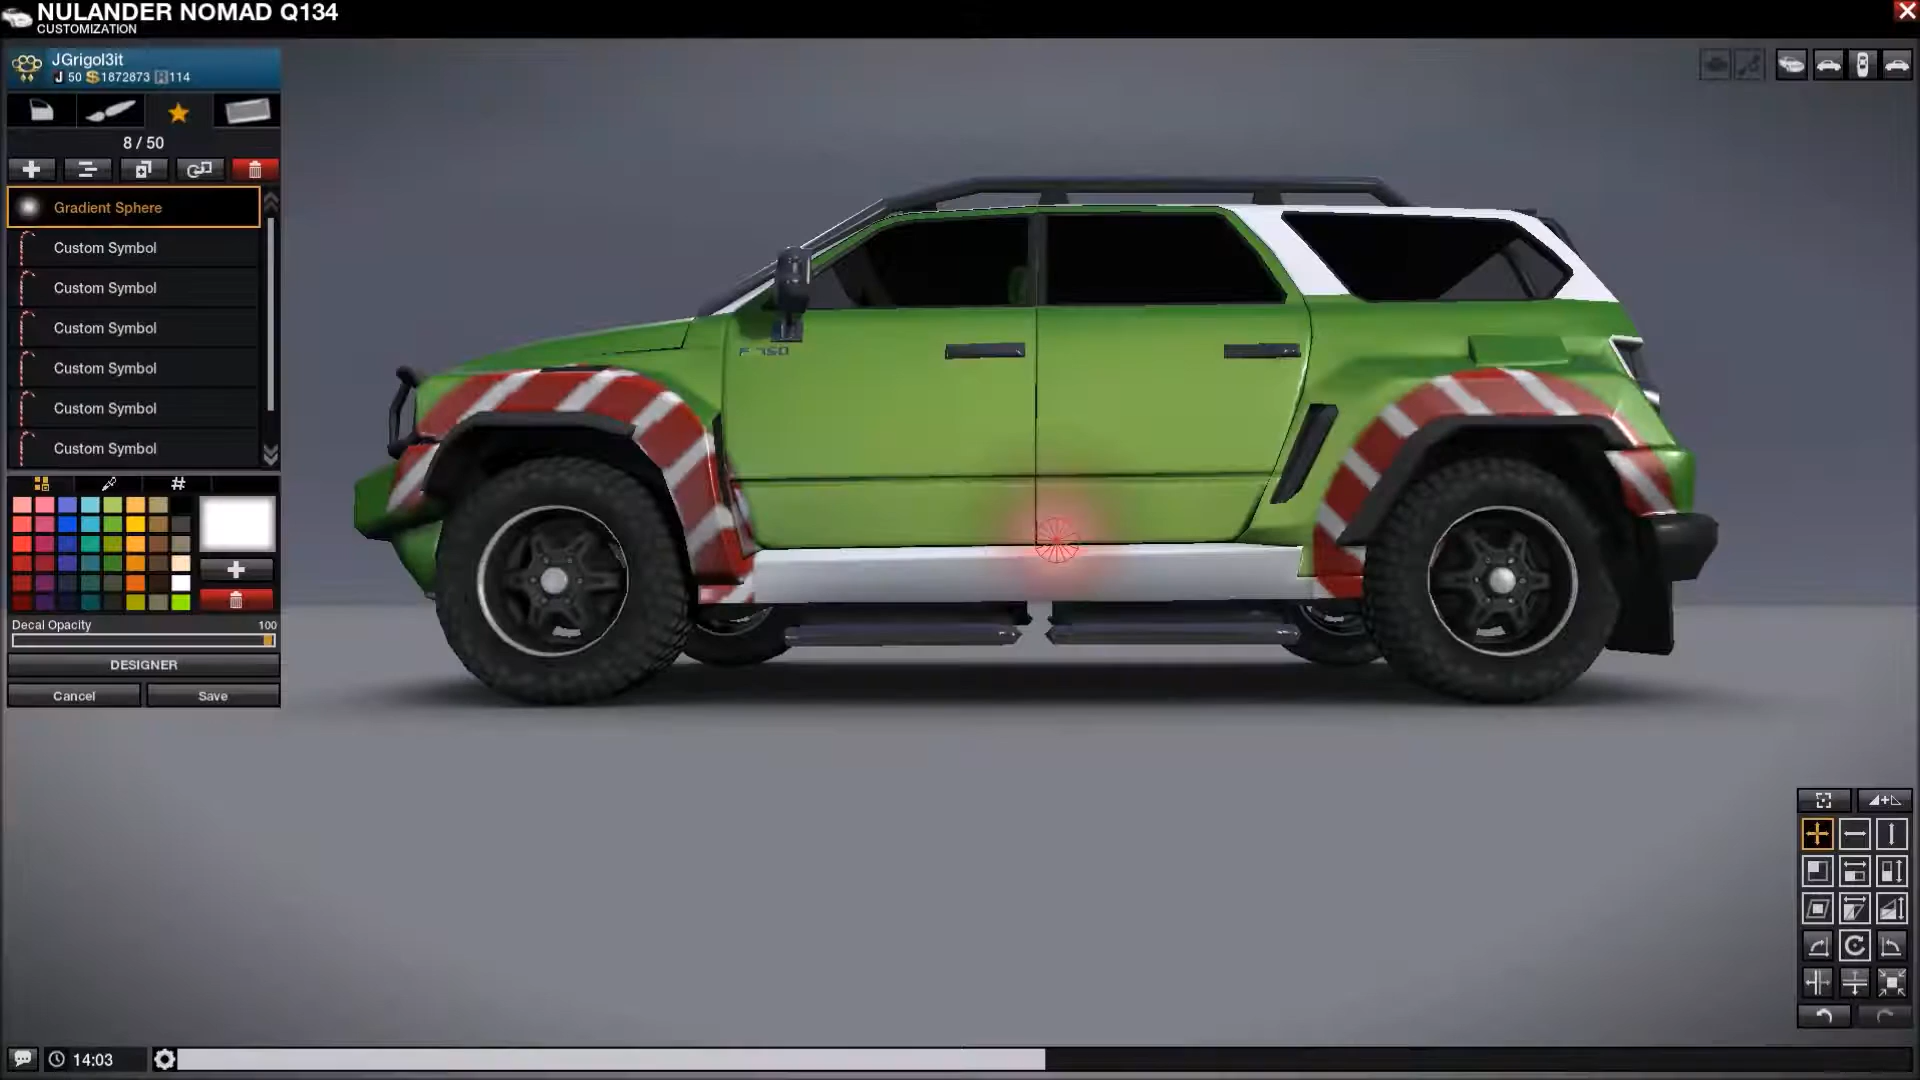 NULANDER NOMAD Q134
CUSTOMIZATION
JGrigol3it
J 50 $1872873 R 114
8 / 50
Gradient Sphere
Custom Symbol
Custom Symbol
Custom Symbol
Custom Symbol
Custom Symbol
Custom Symbol
#
Decal Opacity 100
DESIGNER
Cancel Save
F 750
14:03